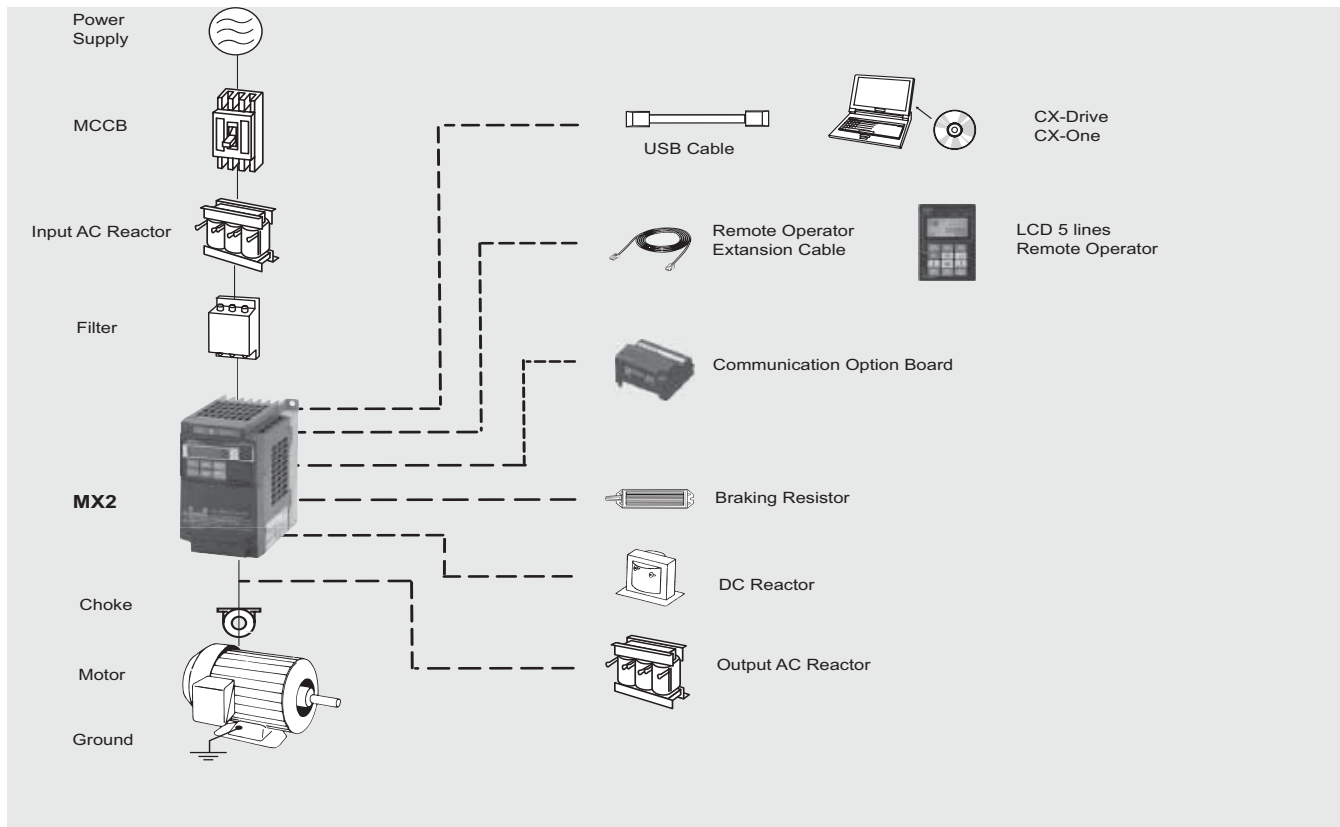 Power
Supply
MCCB
Input AC Reactor
Filter
MX2
Choke
Motor
Ground
USB Cable
CX-Drive
CX-One
Remote Operator
Extension Cable
LCD 5 lines
Remote Operator
Communication Option Board
Braking Resistor
DC Reactor
Output AC Reactor